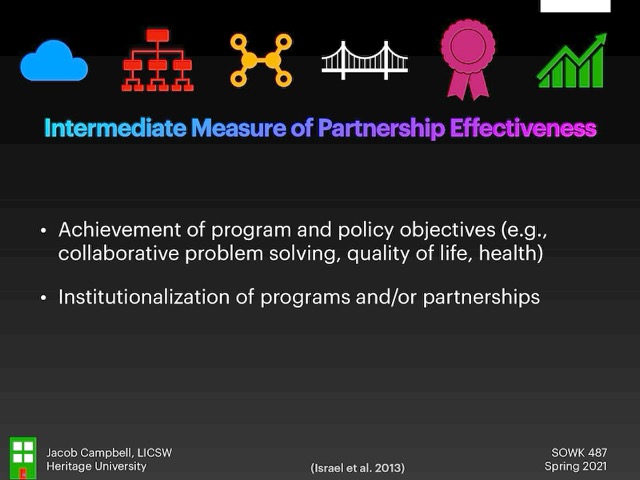 Intermediate Measure of Partnership Effectiveness
• Achievement of program and policy objectives (e.g.,
collaborative problem solving, quality of life, health)
• Institutionalization of programs and/or partnerships
Jacob Campbell, LICSW
Heritage University
(Israel et al. 2013)
SOWK 487
Spring 2021